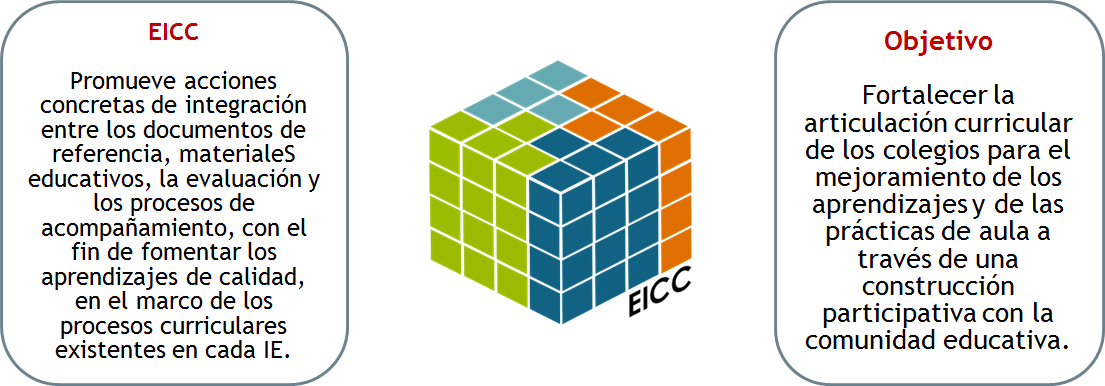 EICC
Promueve acciones
concretas de integración
entre los documentos de
referencia, materialeS
educativos, la evaluación y
los procesos de
acompañamiento, con el
fin de fomentar los
aprendizajes de calidad,
en el marco de los
procesos curriculares
existentes en cada IE.
EICC
Objetivo
Fortalecer la
articulación curricular
de los colegios para el
mejoramiento de los
aprendizajes y de las
prácticas de aula a
través de una
construcción
participativa con la
comunidad educativa.